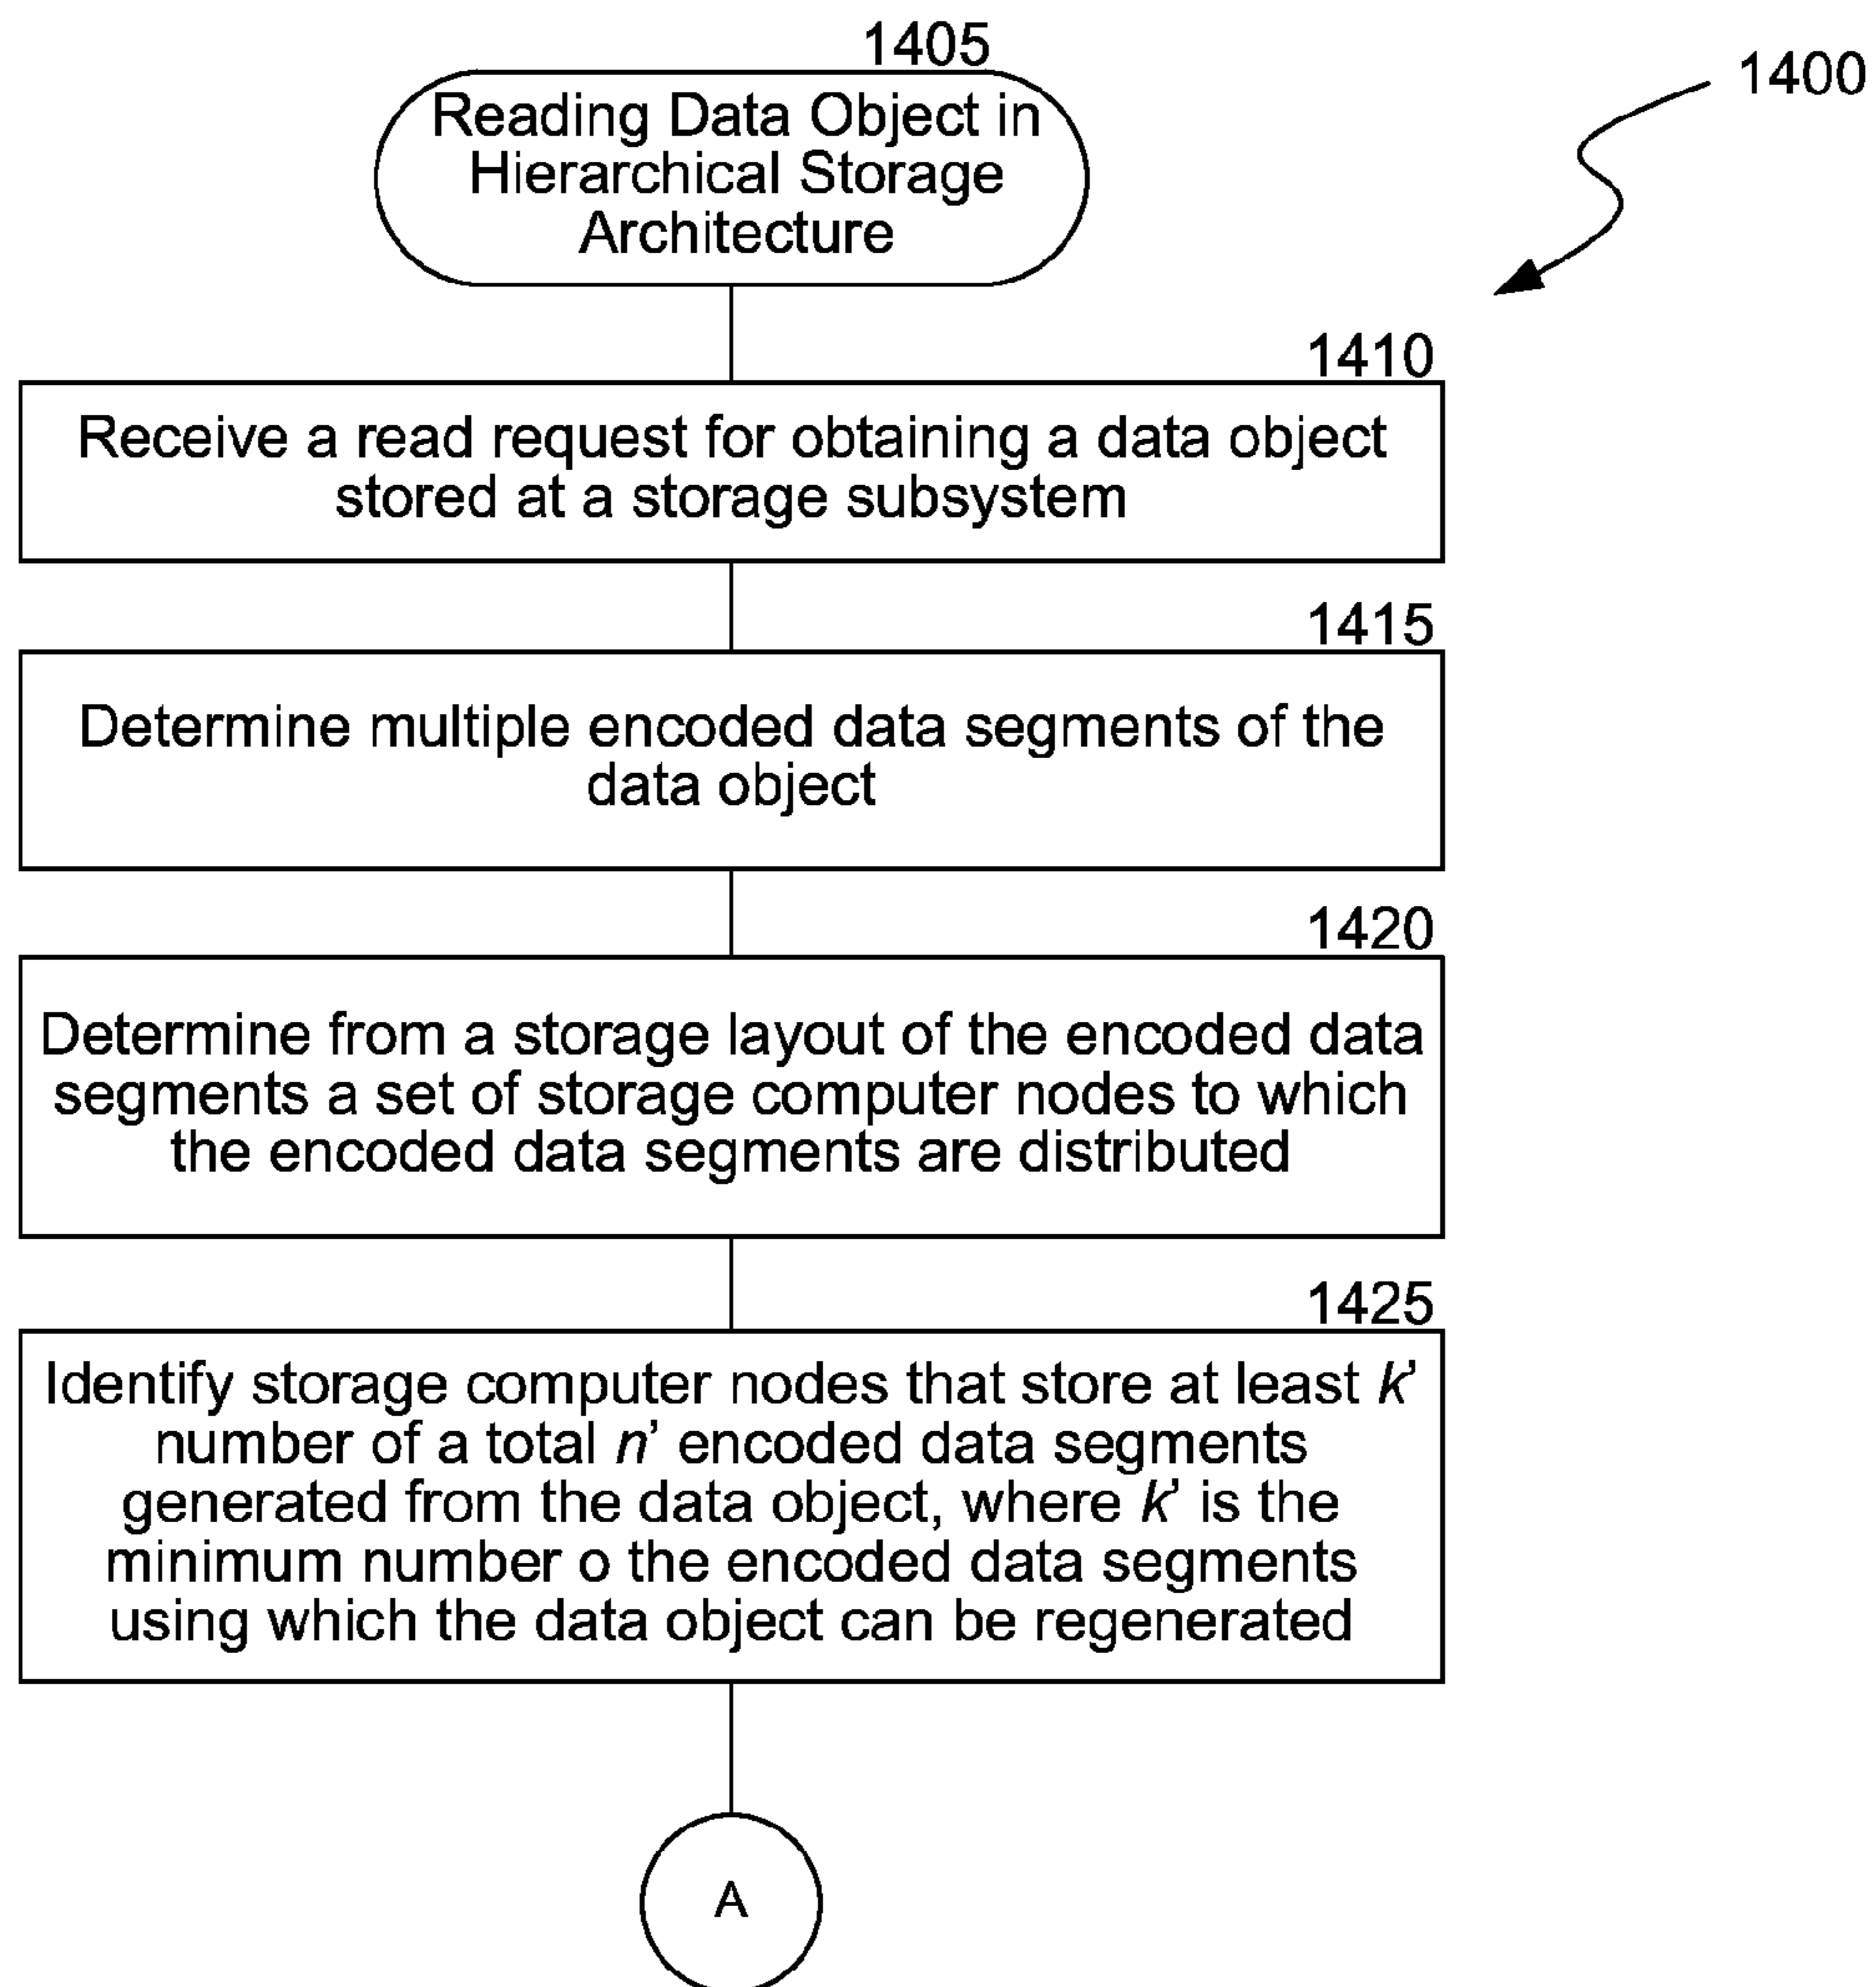 1405
1400
Reading Data Object in
Hierarchical Storage
Architecture
1410
Receive a read request for obtaining a data object
stored at a storage subsystem
1415
Determine multiple encoded data segments of the
data object
1420
Determine from a storage layout of the encoded data
segments a set of storage computer nodes to which
the encoded data segments are distributed
1425
Identify storage computer nodes that store at least k’
number of a total n’ encoded data segments
generated from the data object, where k’ is the
minimum number o the encoded data segments
using which the data object can be regenerated
A